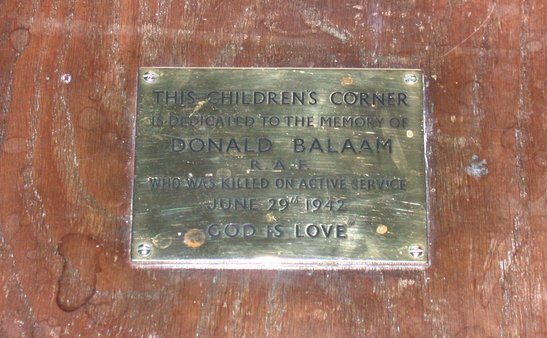 THIS CHILDREN'S CORNER
IS DEDICATED TO THE MEMORY OF
DONALD BALAAM
R.A.F.
WHO WAS KILLED ON ACTIVE SERVICE
JUNE 29TH 1942
"GOD IS LOVE"